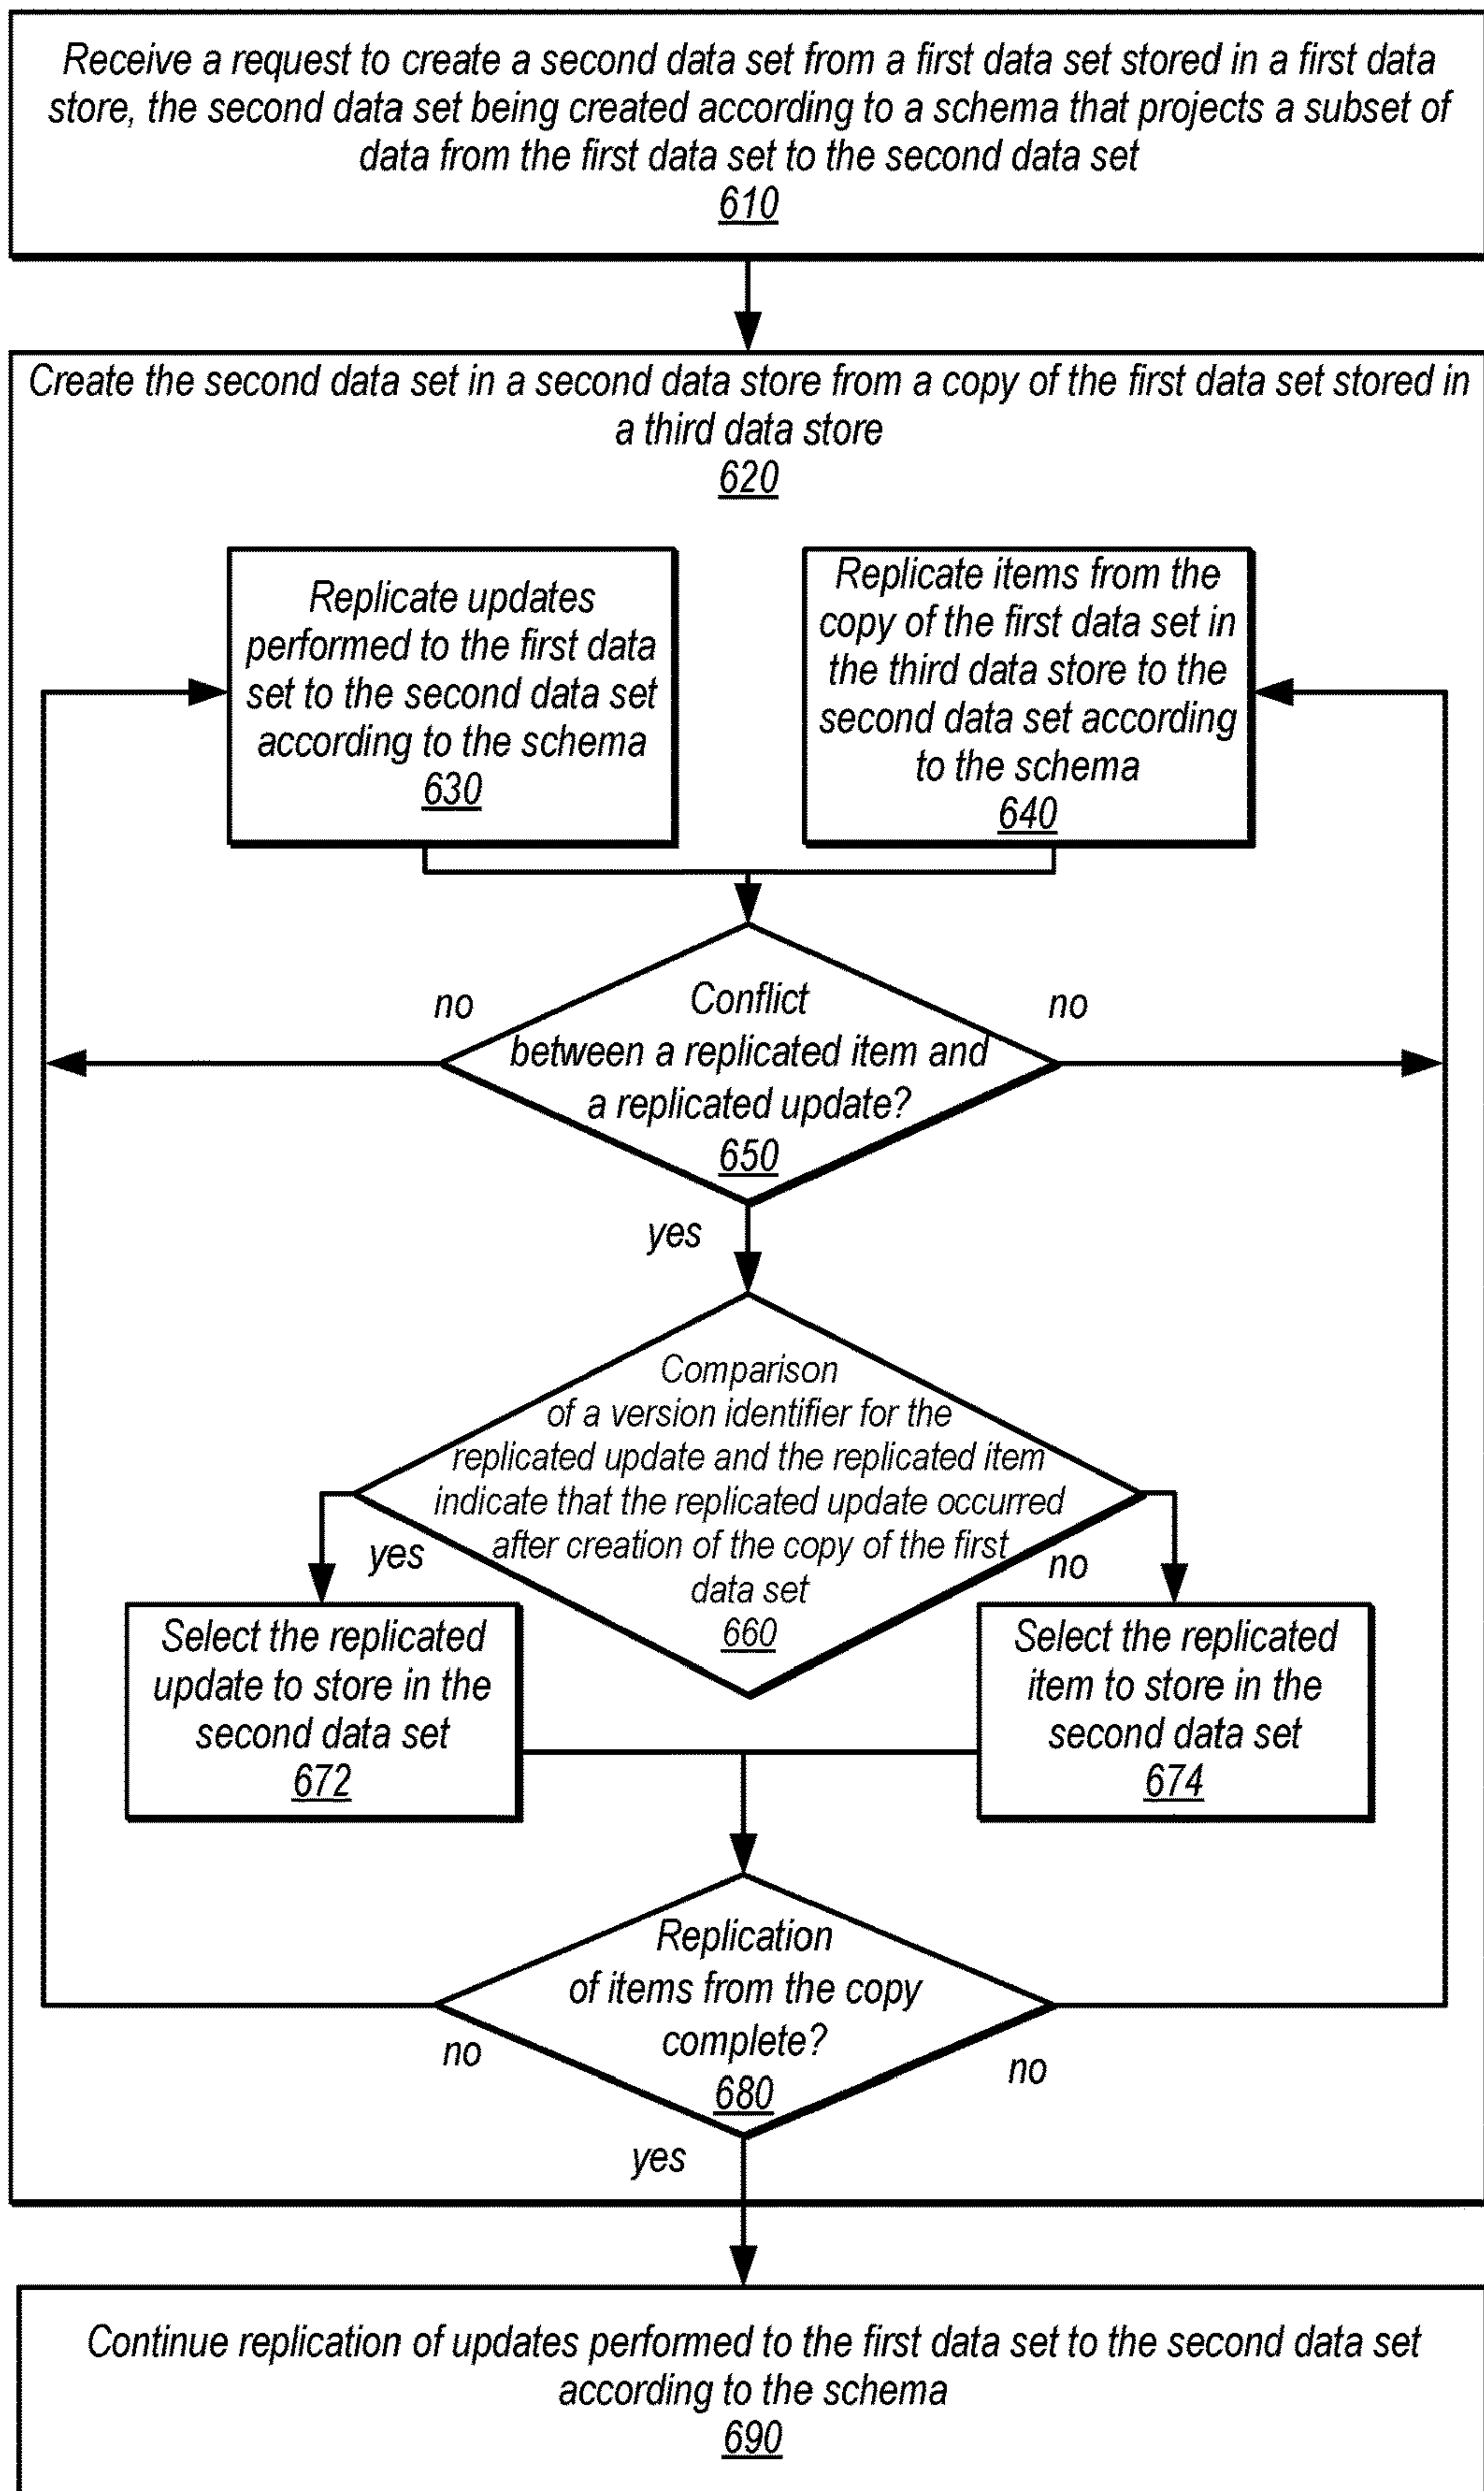 Receive a request to create a second data set from a first data set stored in a first data
store, the second data set being created according to a schema that projects a subset of
data from the first data set to the second data set
610
Create the second data set in a second data store from a copy of the first data set stored in
a third data store
620
Replicate updates
performed to the first data
set to the second data set
according to the schema
630
Replicate items from the
copy of the first data set in
the third data store to the
second data set according
to the schema
640
no
no
Conflict
between a replicated item and
a replicated update?
650
yes
Comparison
of a version identifier for the
replicated update and the replicated item
indicate that the replicated update occurred
after creation of the copy of the first
data set
660
yes
no
Select the replicated
update to store in the
second data set
672
Select the replicated
item to store in the
second data set
674
Replication
of items from the copy
complete?
680
no
no
yes
Continue replication of updates performed to the first data set to the second data set
according to the schema
690